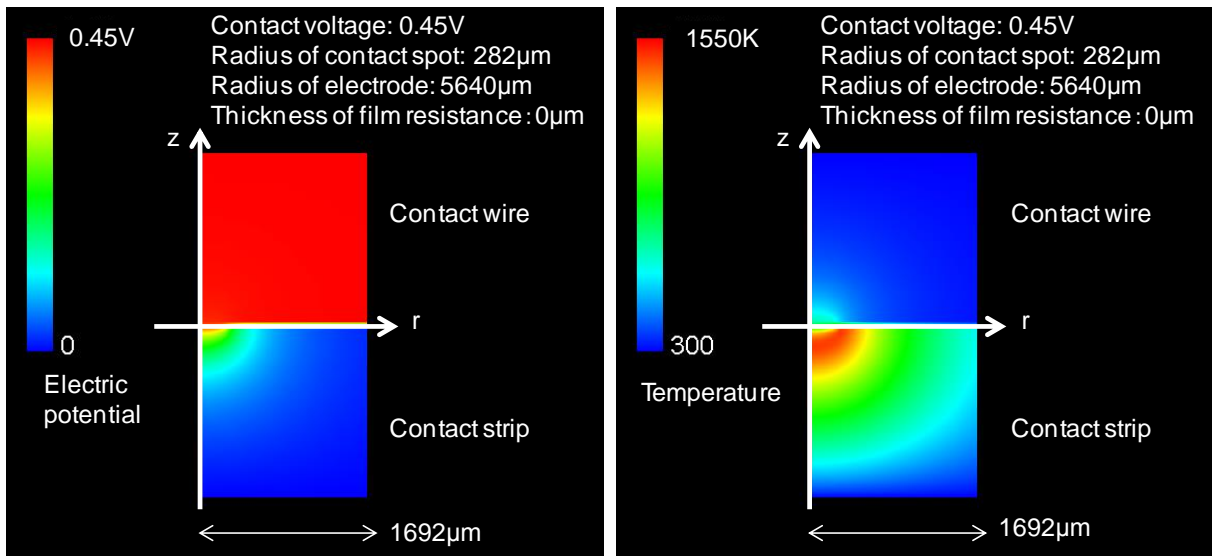 0.45V
Contact voltage: 0.45V
Radius of contact spot: 282μm
Radius of electrode: 5640μm
Thickness of film resistance: 0μm
z
Contact wire
r
0
Electric
potential
Contact strip
1692μm
1550K
Contact voltage: 0.45V
Radius of contact spot: 282μm
Radius of electrode: 5640μm
Thickness of film resistance: 0μm
z
Contact wire
r
300
Temperature
Contact strip
1692μm